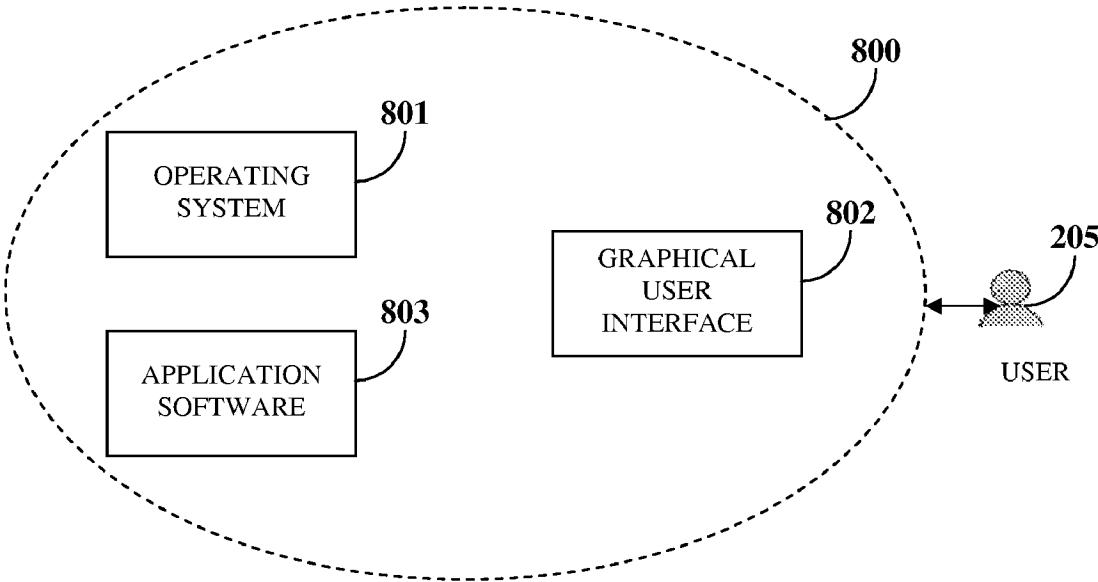 800
801
OPERATING
SYSTEM
802
GRAPHICAL
USER
INTERFACE
205
USER
803
APPLICATION
SOFTWARE